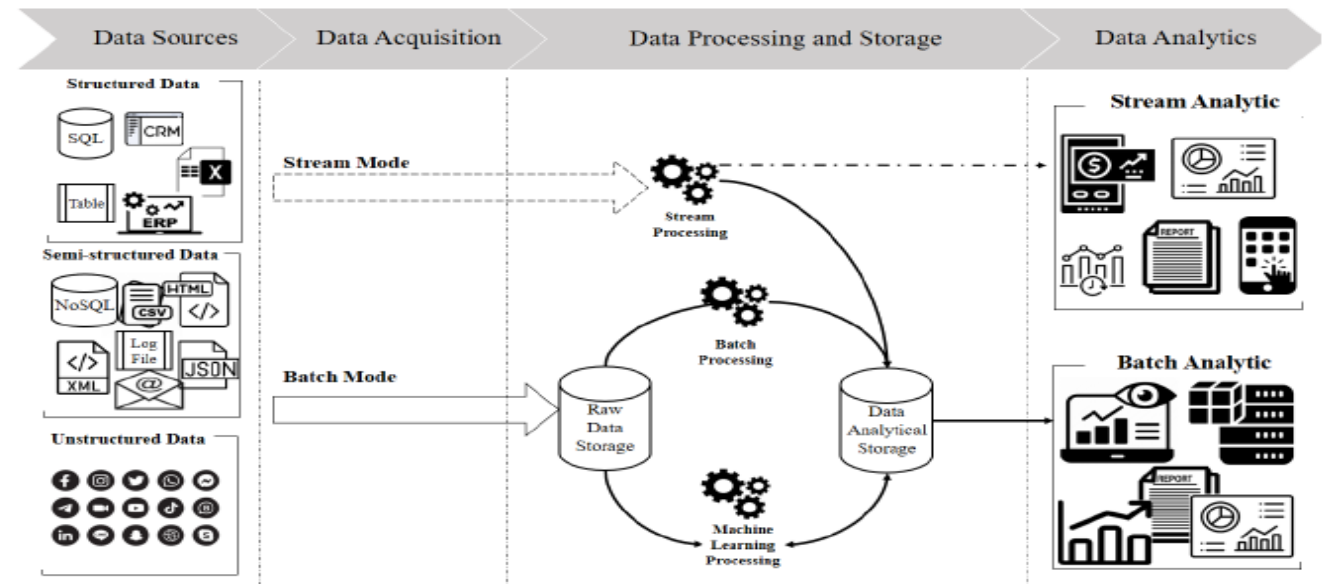 Data Sources
Data Acquisition
Data Processing and Storage
Data Analytics
Structured Data
SQL
CRM
X
Table
ERP
Semi-structured Data
NoSQL
CSV
HTML
</>
</>
XML
Log
File
JSON
@
Unstructured Data
Stream Mode
Batch Mode
Stream
Processing
Batch
Processing
Raw
Data
Storage
Data
Analytical
Storage
Machine
Learning
Processing
Stream Analytic
$
REPORT
Batch Analytic
REPORT